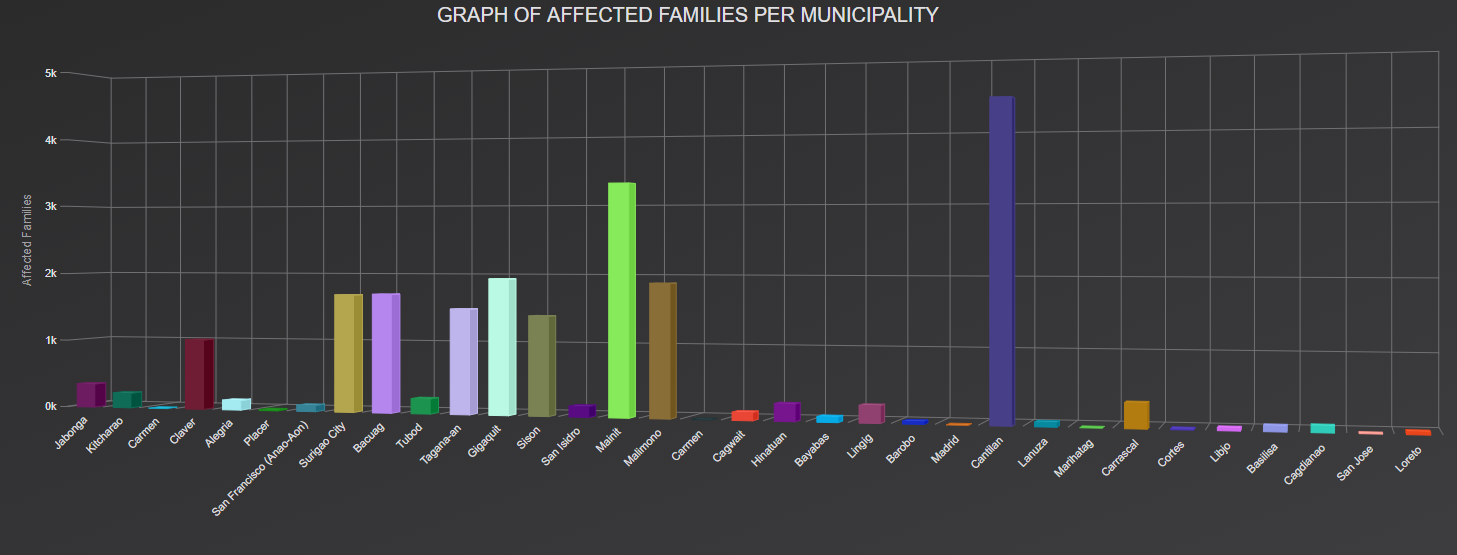 GRAPH OF AFFECTED FAMILIES PER MUNICIPALITY
5k
4k
3k
2k
1k
0k
Affected Families
Jabonga
Kitcharao
Carmen
Claver
Alegria
Placer
San Francisco (Anao-Aon)
Surigao City
Bacuag
Tubod
Tagana-an
Gigaquit
Sison
San Isidro
Mainit
Malimono
Carmen
Cagwait
Hinatuan
Bayabas
Lingig
Barobo
Madrid
Cantilan
Lanuza
Marihatag
Carrascal
Cortes
Libjo
Basilisa
Cagdianao
San Jose
Loreto